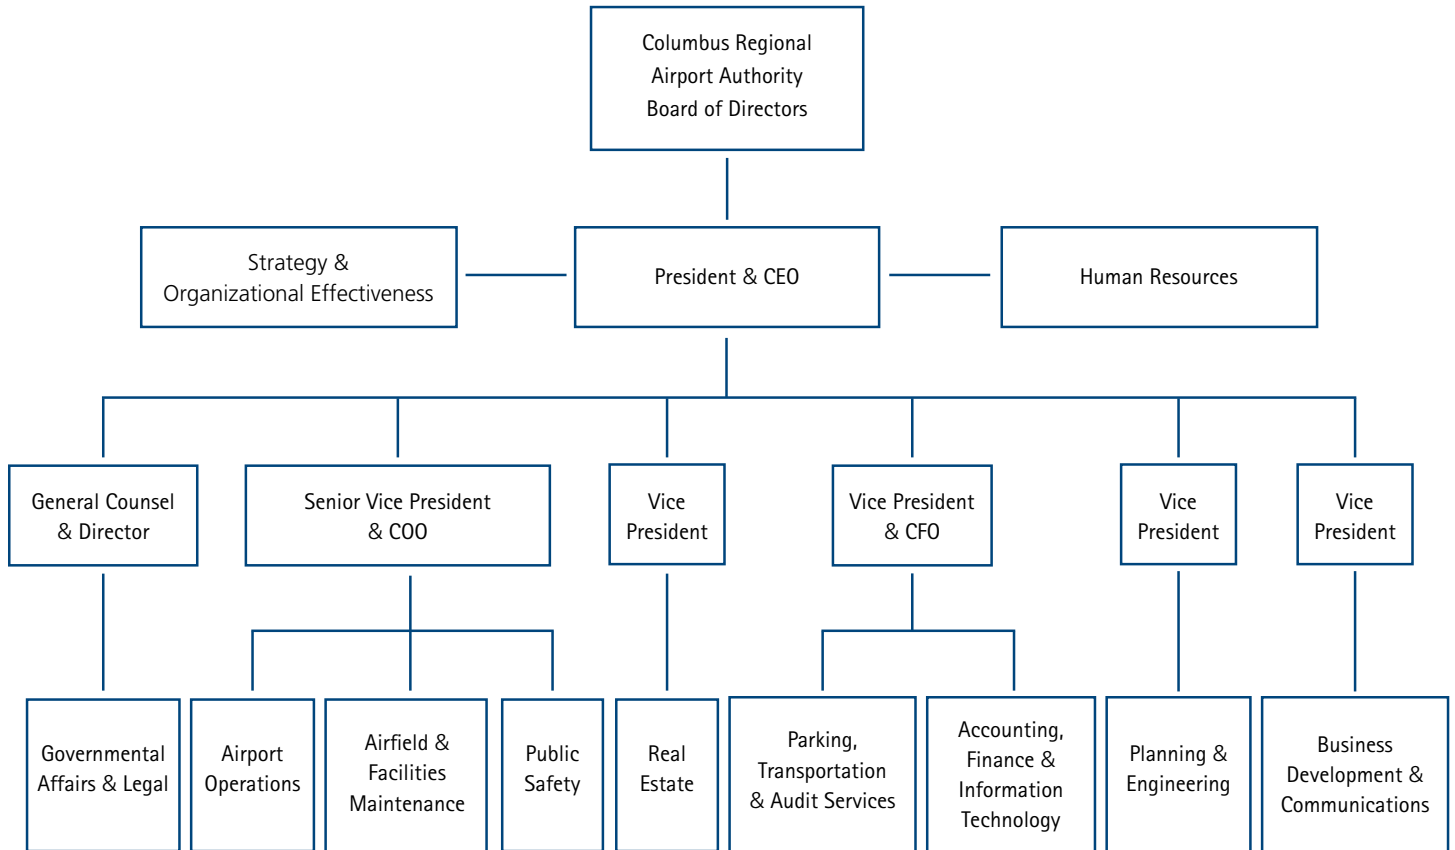 Columbus Regional
Airport Authority
Board of Directors
Strategy &
Organizational Effectiveness
President & CEO
Human Resources
General Counsel
& Director
Senior Vice President
& COO
Vice
President
Vice President
& CFO
Vice
President
Vice
President
Governmental
Affairs & Legal
Airport
Operations
Airfield &
Facilities
Maintenance
Public
Safety
Real
Estate
Parking,
Transportation
& Audit Services
Accounting,
Finance &
Information
Technology
Planning &
Engineering
Business
Development &
Communications